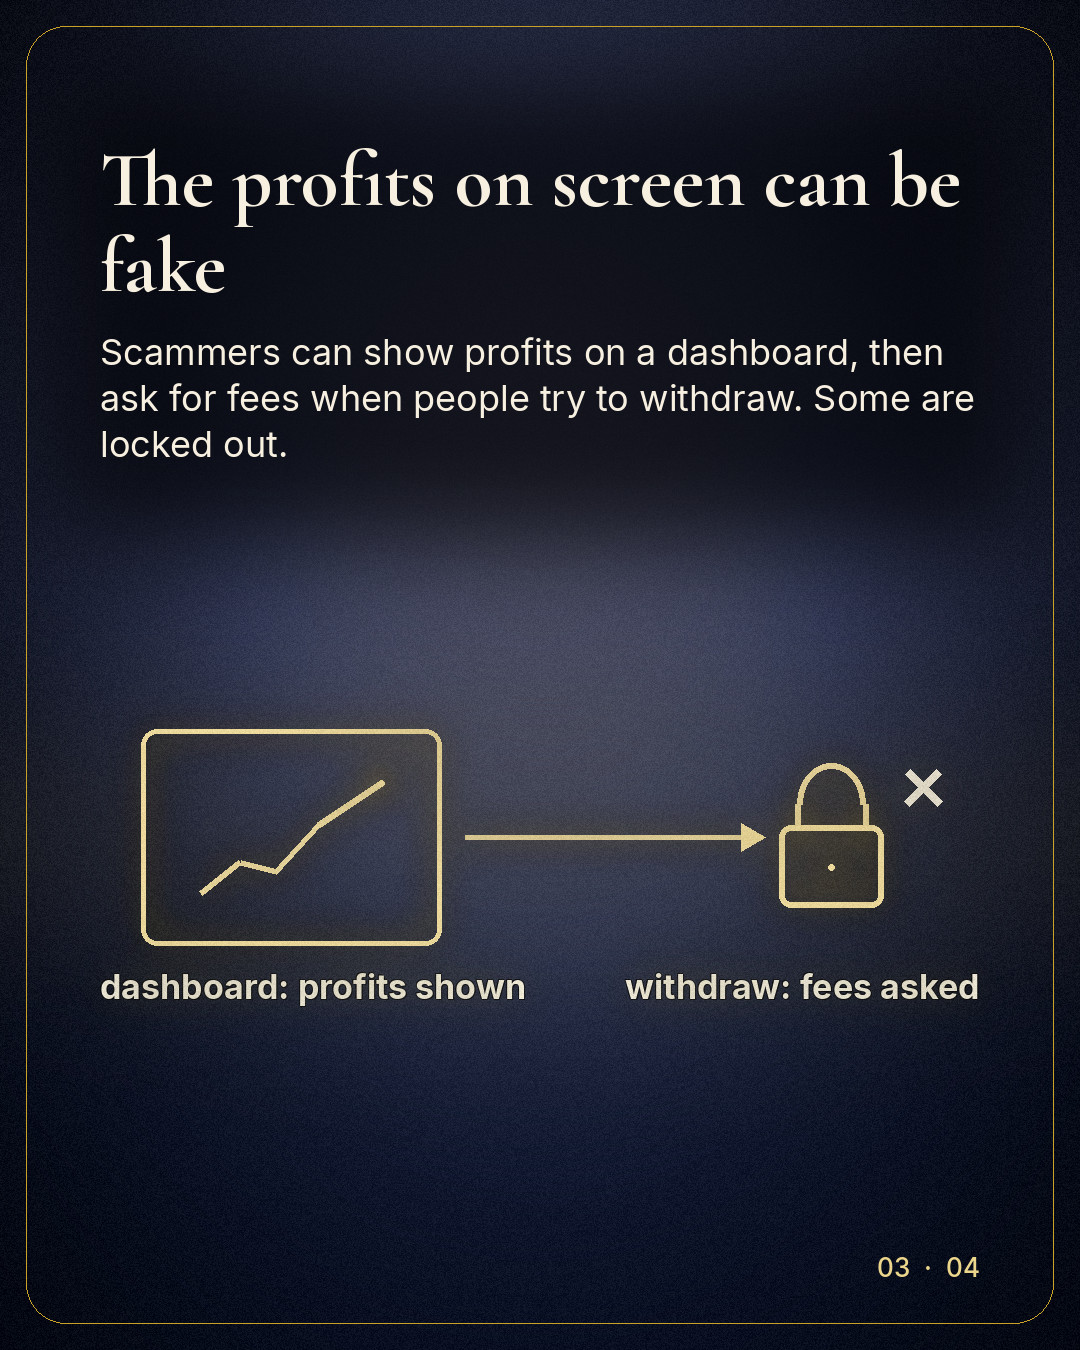 The profits on screen can be
fake
Scammers can show profits on a dashboard, then
ask for fees when people try to withdraw. Some are
locked out.
dashboard: profits shown
withdraw: fees asked
03 · 04